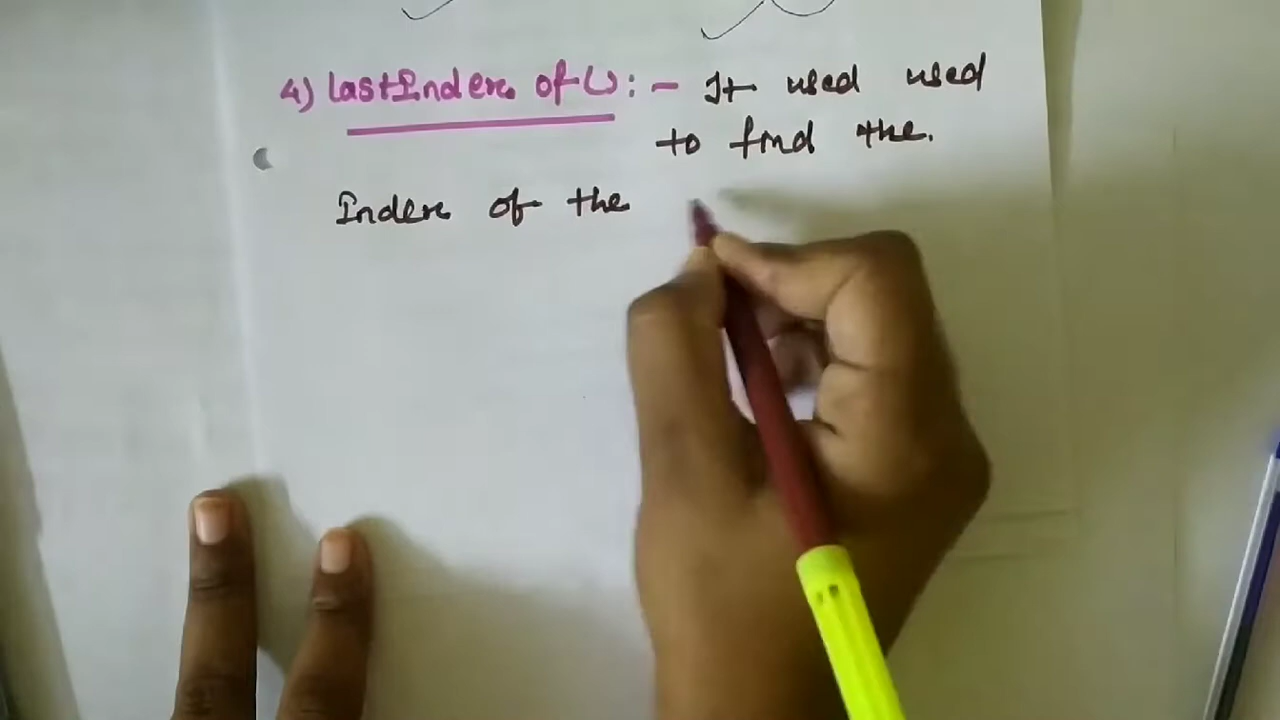 4) lastIndex of():- It used used
to find the.
Index of the